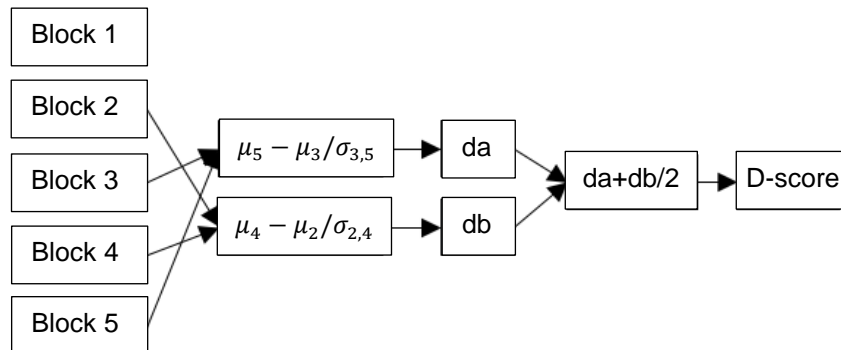 Block 1
Block 2
Block 3
Block 4
Block 5
𝜇₅ − 𝜇₃/𝜎₃,₅
𝜇₄ − 𝜇₂/𝜎₂,₄
da
db
da+db/2
D-score